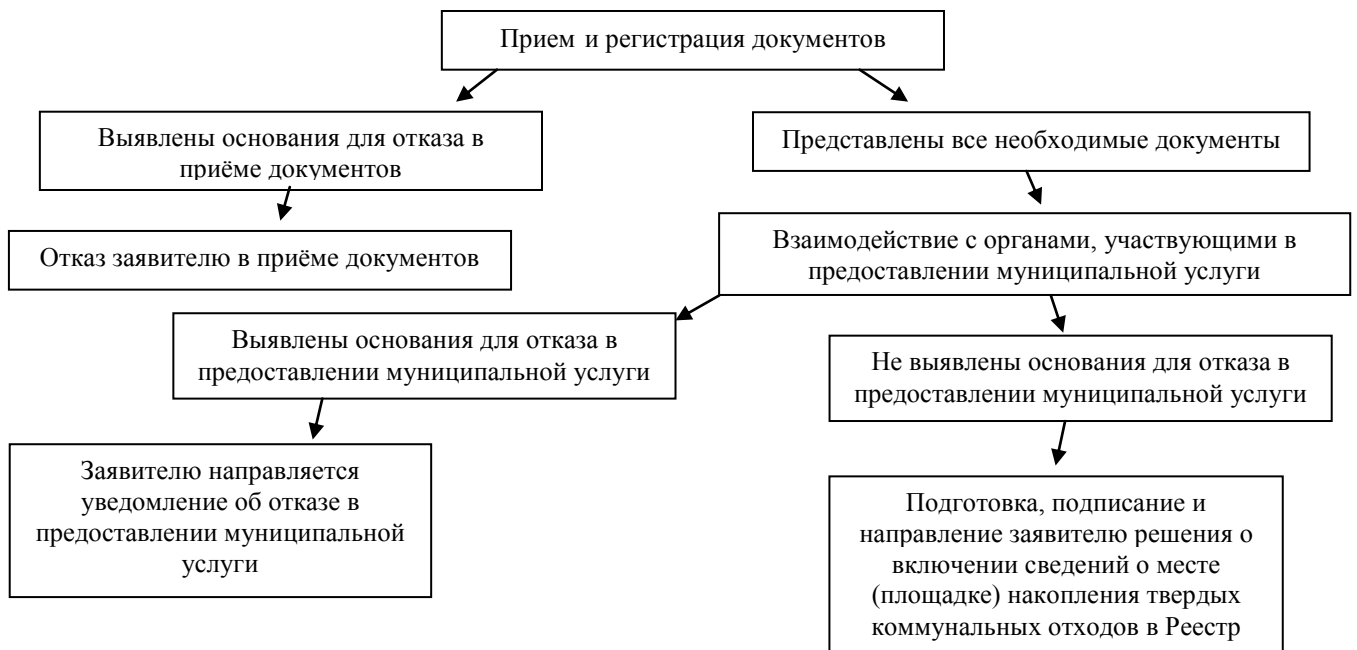 Прием и регистрация документов
Выявлены основания для отказа в
приёме документов
Представлены все необходимые документы
Отказ заявителю в приёме документов
Взаимодействие с органами, участвующими в
предоставлении муниципальной услуги
Выявлены основания для отказа в
предоставлении муниципальной услуги
Не выявлены основания для отказа в
предоставлении муниципальной услуги
Заявителю направляется
уведомление об отказе в
предоставлении муниципальной
услуги
Подготовка, подписание и
направление заявителю решения о
включении сведений о месте
(площадке) накопления твердых
коммунальных отходов в Реестр